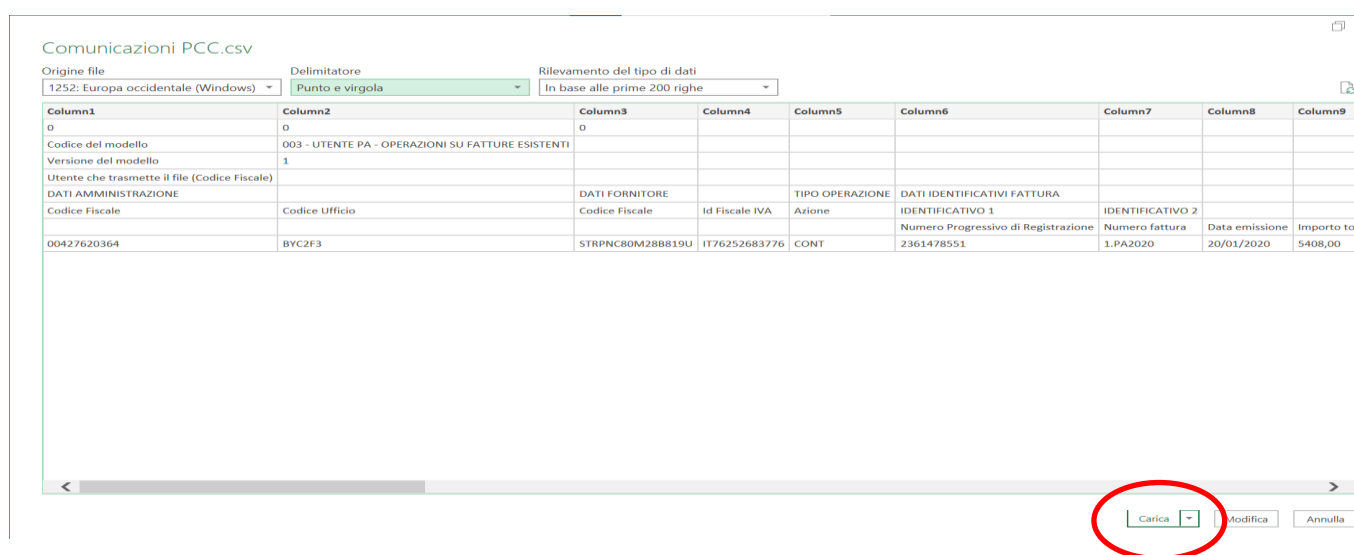 Comunicazioni PCC.csv
Origine file Delimitatore Rilevamento del tipo di dati
1252: Europa occidentale (Windows) Punto e virgola In base alle prime 200 righe
Column1 Column2 Column3 Column4 Column5 Column6 Column7 Column8 Column9
0 0 0
Codice del modello 003 - UTENTE PA - OPERAZIONI SU FATTURE ESISTENTI
Versione del modello 1
Utente che trasmette il file (Codice Fiscale)
DATI AMMINISTRAZIONE DATI FORNITORE TIPO OPERAZIONE DATI IDENTIFICATIVI FATTURA
Codice Fiscale Codice Ufficio Codice Fiscale Id Fiscale IVA Azione IDENTIFICATIVO 1 IDENTIFICATIVO 2
Numero Progressivo di Registrazione Numero fattura Data emissione Importo to
00427620364 BYC2F3 STRPNC80M28B819U IT76252683776 CONT 2361478551 1.PA2020 20/01/2020 5408,00
Carica Modifica Annulla